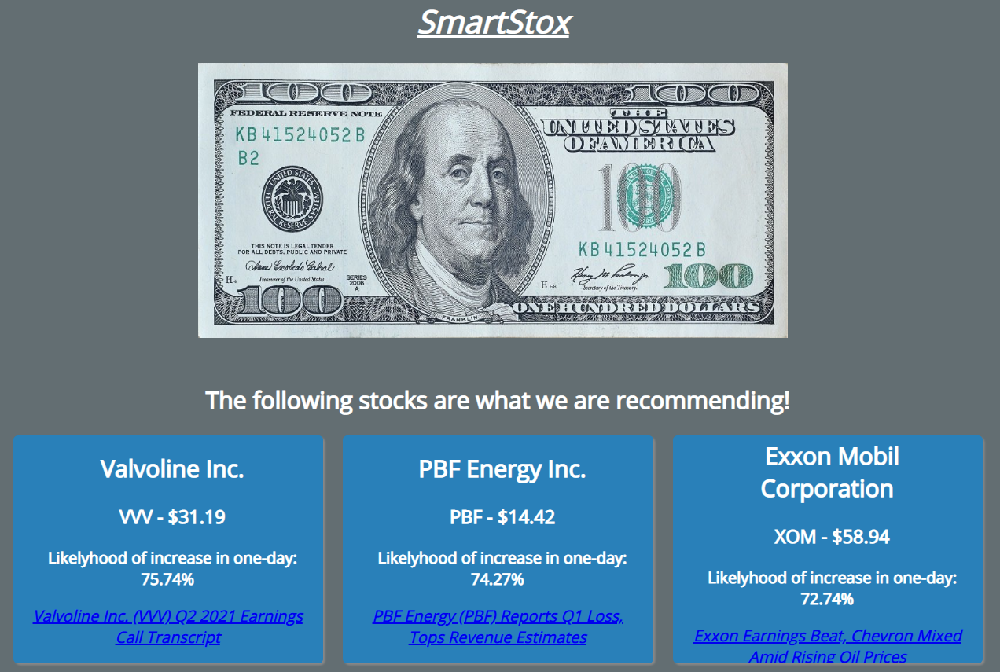 SmartStox
100 100
FEDERAL RESERVE NOTE
THE
UNITED STATES
OF AMERICA
KB 41524052 B
B2
UNITED STATES
FEDERAL RESERVE SYSTEM
100
KB 41524052 B
THIS NOTE IS LEGAL TENDER
FOR ALL DEBTS, PUBLIC AND PRIVATE
Treasurer of the United States.
SERIES
2006
A
Secretary of the Treasury.
100
100
FRANKLIN
ONE HUNDRED DOLLARS
The following stocks are what we are recommending!
Valvoline Inc.
VVV - $31.19
Likelyhood of increase in one-day:
75.74%
Valvoline Inc. (VVV) Q2 2021 Earnings
Call Transcript
PBF Energy Inc.
PBF - $14.42
Likelyhood of increase in one-day:
74.27%
PBF Energy (PBF) Reports Q1 Loss,
Tops Revenue Estimates
Exxon Mobil
Corporation
XOM - $58.94
Likelyhood of increase in one-day:
72.74%
Exxon Earnings Beat, Chevron Mixed
Amid Rising Oil Prices